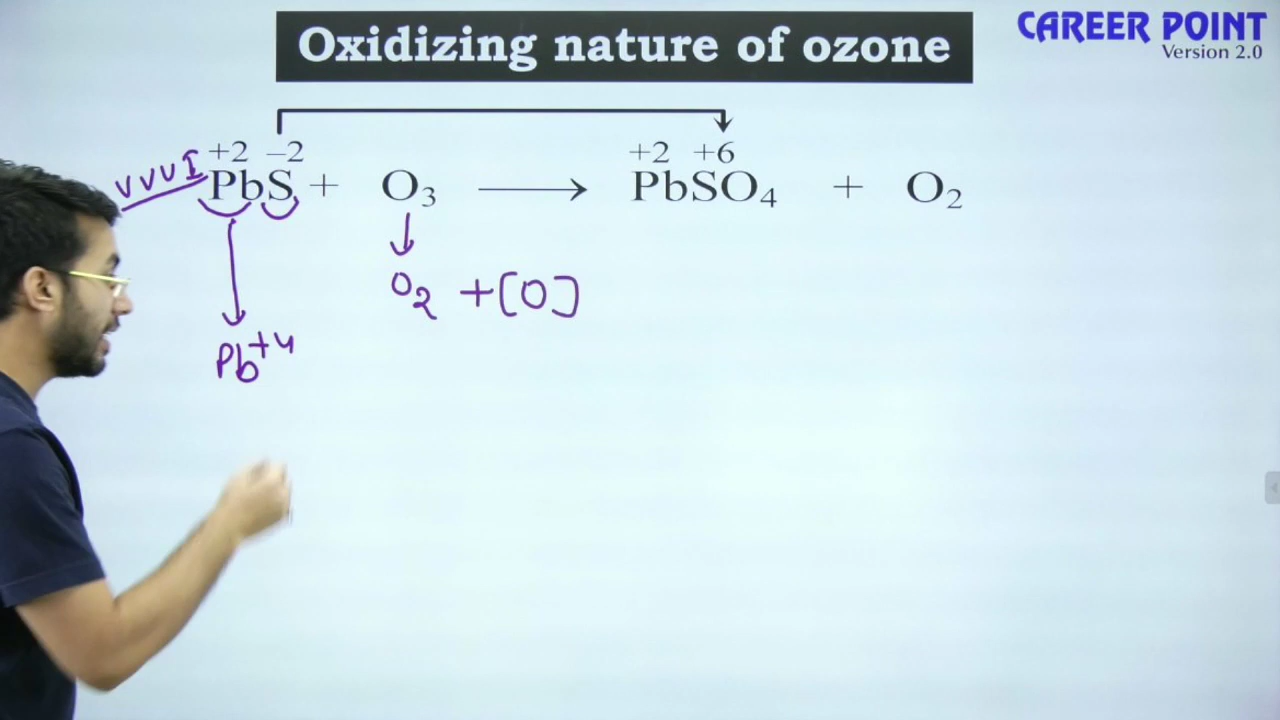 Oxidizing nature of ozone
CAREER POINT
Version 2.0
+2 –2 +2 +6
VVVI PbS + O₃ ⟶ PbSO₄ + O₂
O₂ + [O]
Pb⁺⁴